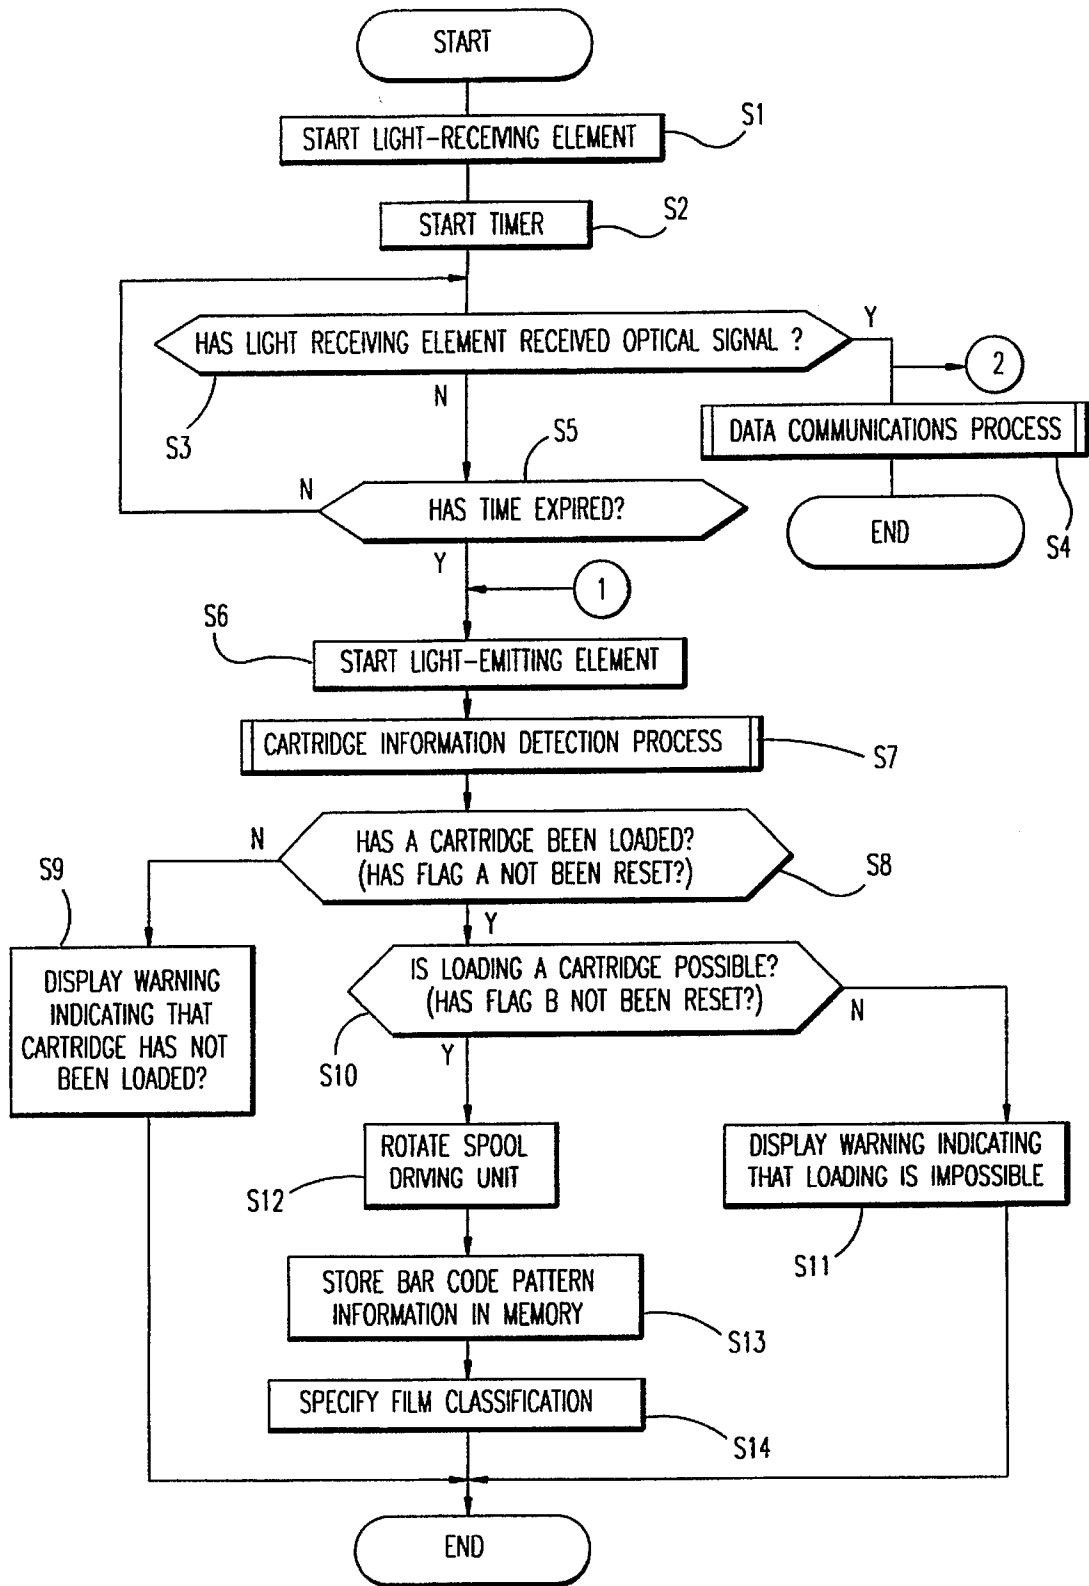 START
START LIGHT-RECEIVING ELEMENT
S1
START TIMER
S2
HAS LIGHT RECEIVING ELEMENT RECEIVED OPTICAL SIGNAL ?
Y
N
S3
2
DATA COMMUNICATIONS PROCESS
S4
END
S5
HAS TIME EXPIRED?
N
Y
1
S6
START LIGHT-EMITTING ELEMENT
CARTRIDGE INFORMATION DETECTION PROCESS
S7
HAS A CARTRIDGE BEEN LOADED?
(HAS FLAG A NOT BEEN RESET?)
N
S8
Y
S9
DISPLAY WARNING
INDICATING THAT
CARTRIDGE HAS NOT
BEEN LOADED?
IS LOADING A CARTRIDGE POSSIBLE?
(HAS FLAG B NOT BEEN RESET?)
N
S10
Y
ROTATE SPOOL
DRIVING UNIT
S12
DISPLAY WARNING INDICATING
THAT LOADING IS IMPOSSIBLE
S11
STORE BAR CODE PATTERN
INFORMATION IN MEMORY
S13
SPECIFY FILM CLASSIFICATION
S14
END